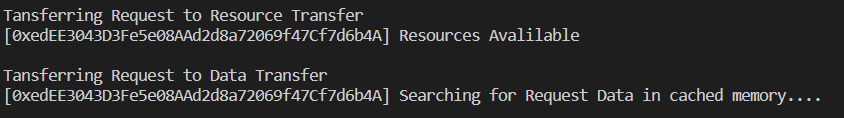 Tansferring Request to Resource Transfer
[0xedEE3043D3Fe5e08AAd2d8a72069f47Cf7d6b4A] Resources Avalilable
Tansferring Request to Data Transfer
[0xedEE3043D3Fe5e08AAd2d8a72069f47Cf7d6b4A] Searching for Request Data in cached memory....